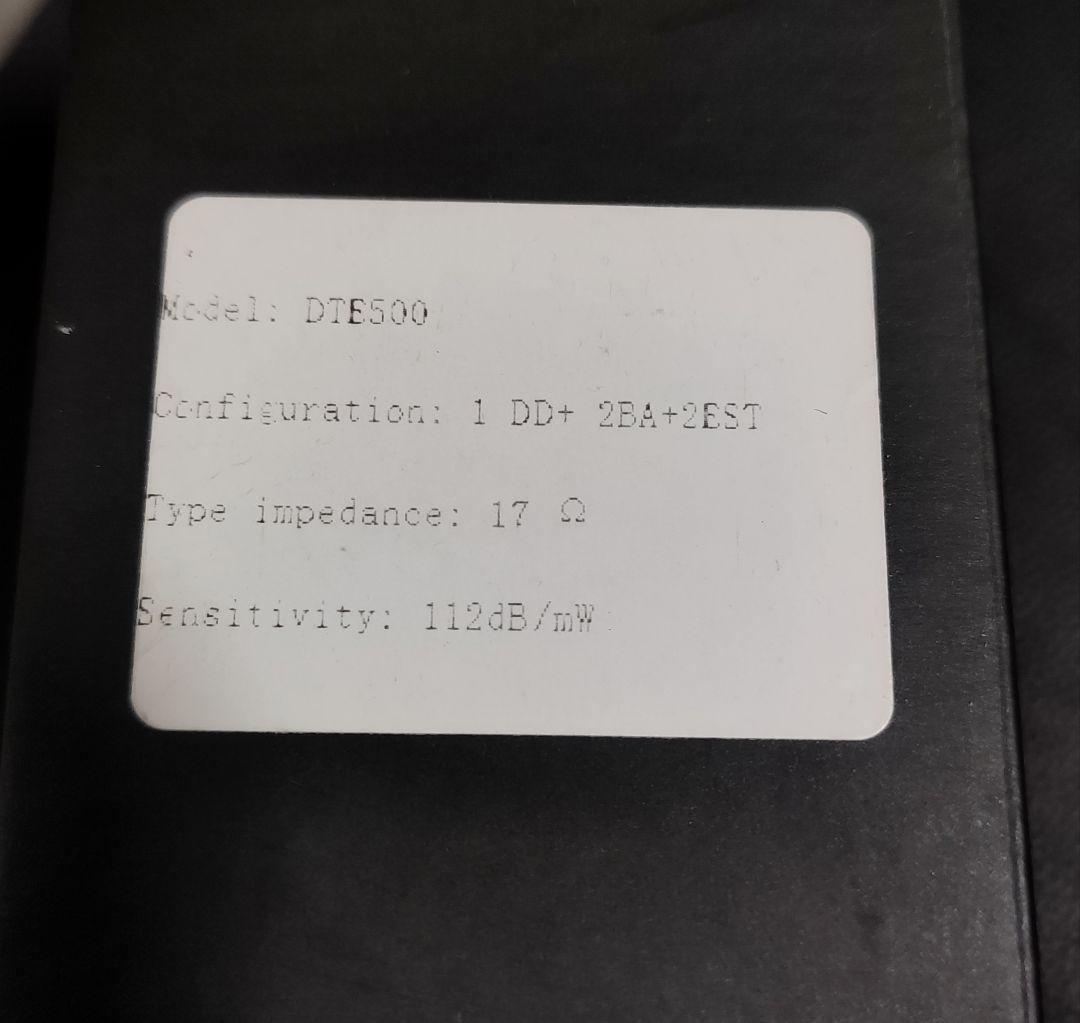 Model: DTE500
Configuration: 1 DD+ 2BA+2EST
Type impedance: 17 Ω
Sensitivity: 112dB/mW